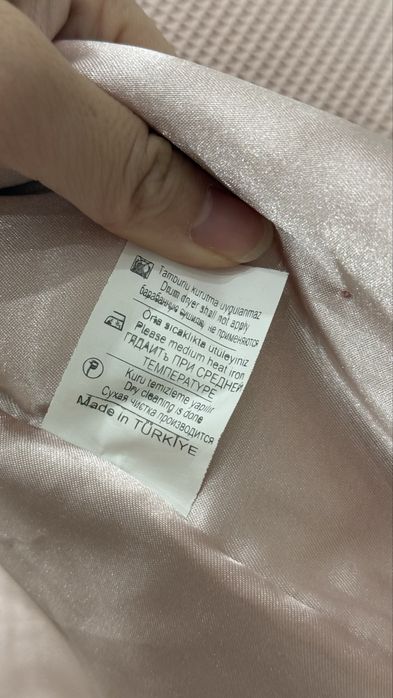 Tamburlu kurutma uygulanmaz
Drum dryer shall not apply
барабанную сушилку не применяются
Orta sıcaklıkta ütüleyiniz
Please medium heat iron
ГЛАДИТЬ ПРИ СРЕДНЕЙ
ТЕМПЕРАТУРЕ
P
Kuru temizleme yapılır
Dry cleaning is done
Сухая чистка производится
Made in TÜRKİYE